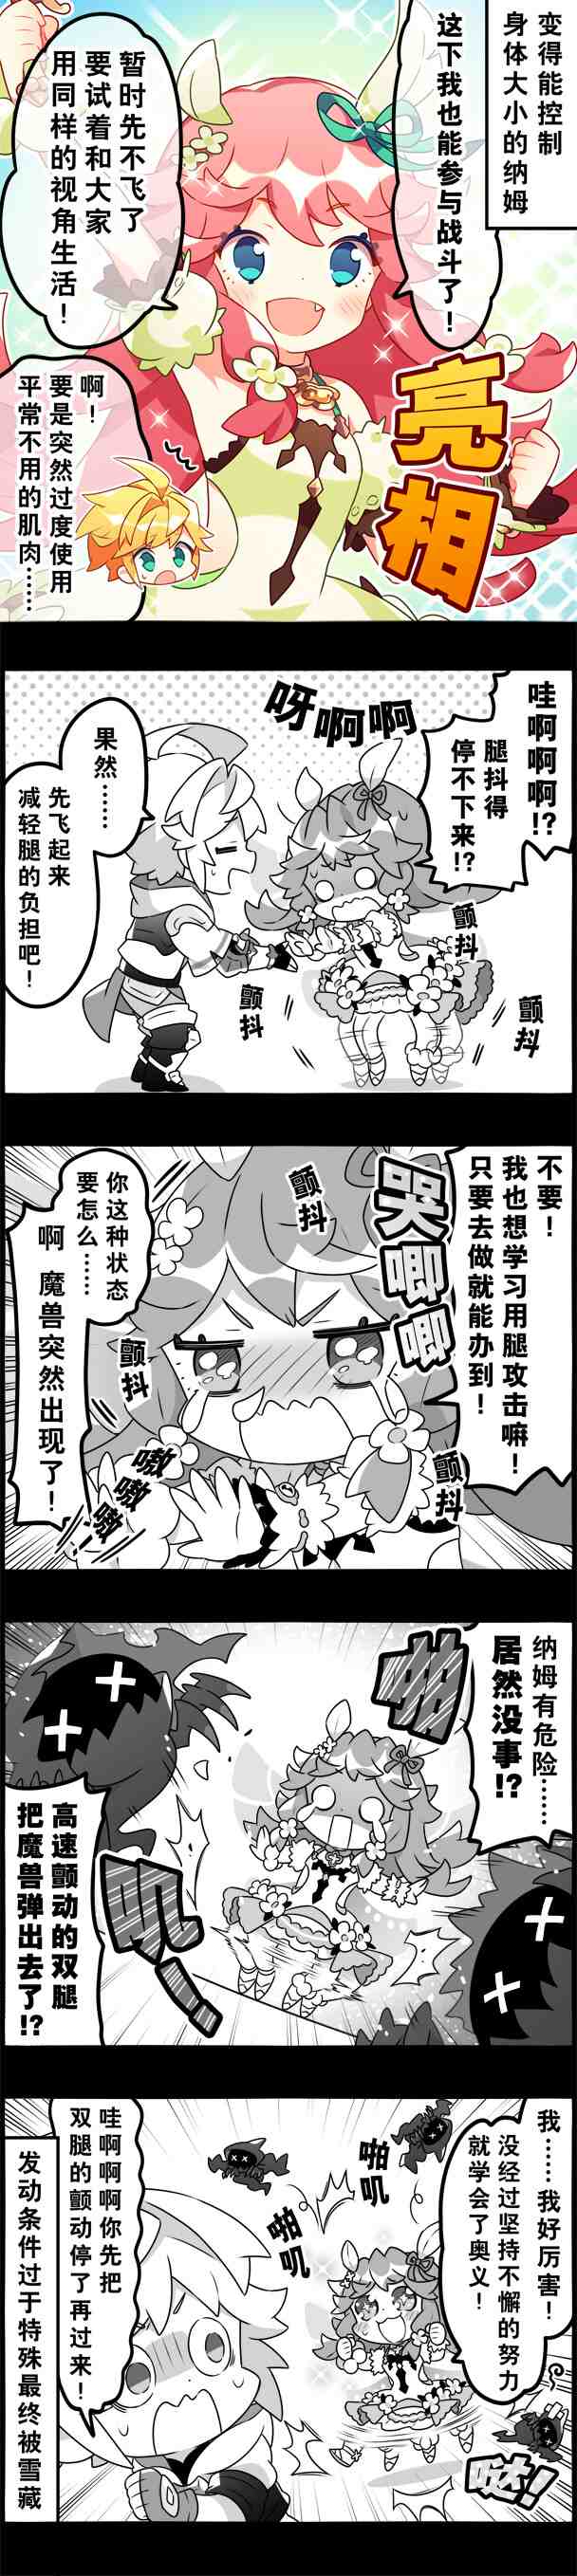 变得能控制
身体大小的纳姆
这下我也能参与战斗了！
暂时先不飞了
要试着和大家
用同样的视角生活！
亮相
啊！
要是突然过度使用
平常不用的肌肉……
哇啊啊啊!?
腿抖得
停不下来!?
呀啊啊
果然……
先飞起来
减轻腿的负担吧！
颤抖
颤抖
颤抖
不要！
我也想学习用腿攻击嘛！
只要去做就能办到！
哭唧唧
颤抖
你这种状态
要怎么……
啊 魔兽突然出现了！
颤抖
颤抖
嗷嗷嗷
纳姆有危险……
居然没事!?
啪
叽！
高速颤动的双腿
把魔兽弹出去了!?
我……我好厉害！
没经过坚持不懈的努力
就学会了奥义！
啪叽
啪叽
哇啊啊啊你先把
双腿的颤动停了再过来！
哒！
发动条件过于特殊最终被雪藏